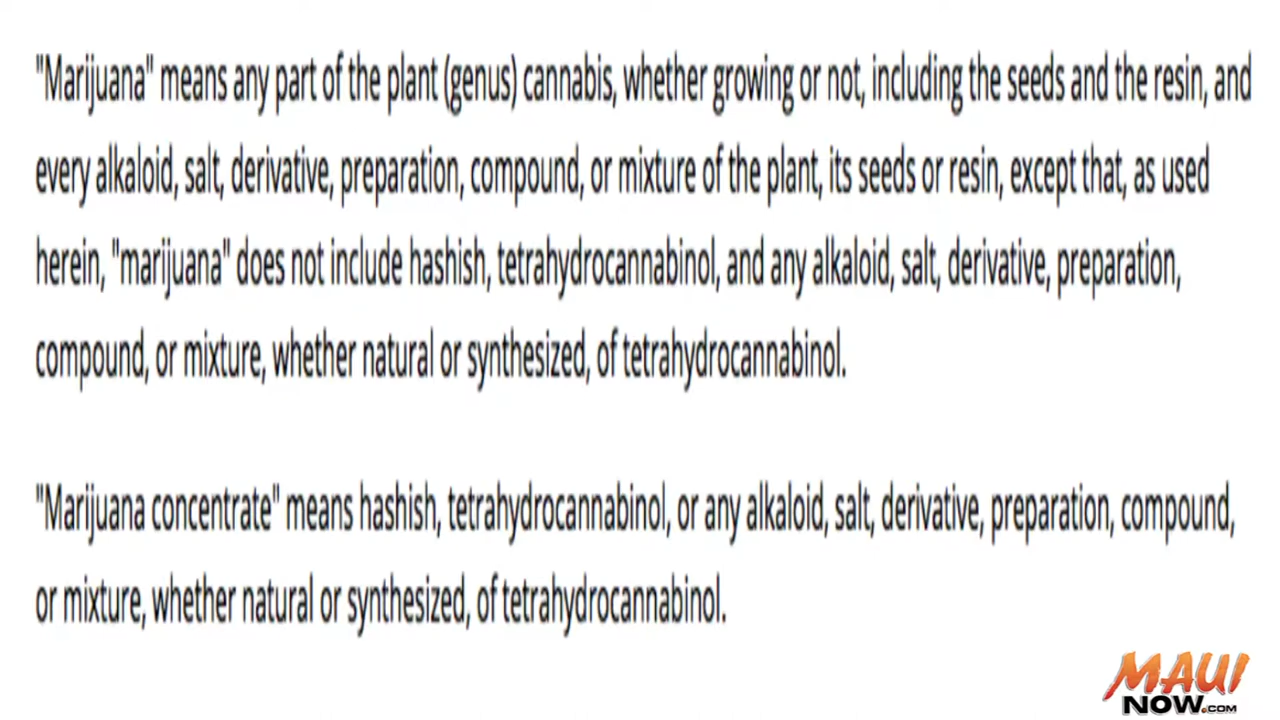 "Marijuana" means any part of the plant (genus) cannabis, whether growing or not, including the seeds and the resin, and
every alkaloid, salt, derivative, preparation, compound, or mixture of the plant, its seeds or resin, except that, as used
herein, "marijuana" does not include hashish, tetrahydrocannabinol, and any alkaloid, salt, derivative, preparation,
compound, or mixture, whether natural or synthesized, of tetrahydrocannabinol.
"Marijuana concentrate" means hashish, tetrahydrocannabinol, or any alkaloid, salt, derivative, preparation, compound,
or mixture, whether natural or synthesized, of tetrahydrocannabinol.
MAUI
NOW.COM